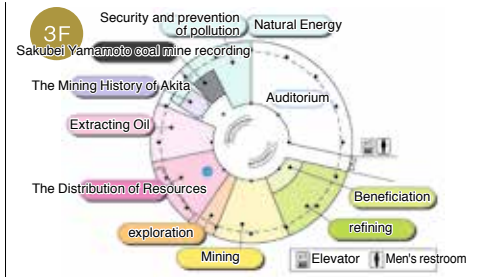 3F
Security and prevention
of pollution
Natural Energy
Sakubei Yamamoto coal mine recording
The Mining History of Akita
Auditorium
Extracting Oil
The Distribution of Resources
Beneficiation
exploration
refining
Mining
Elevator
Men's restroom